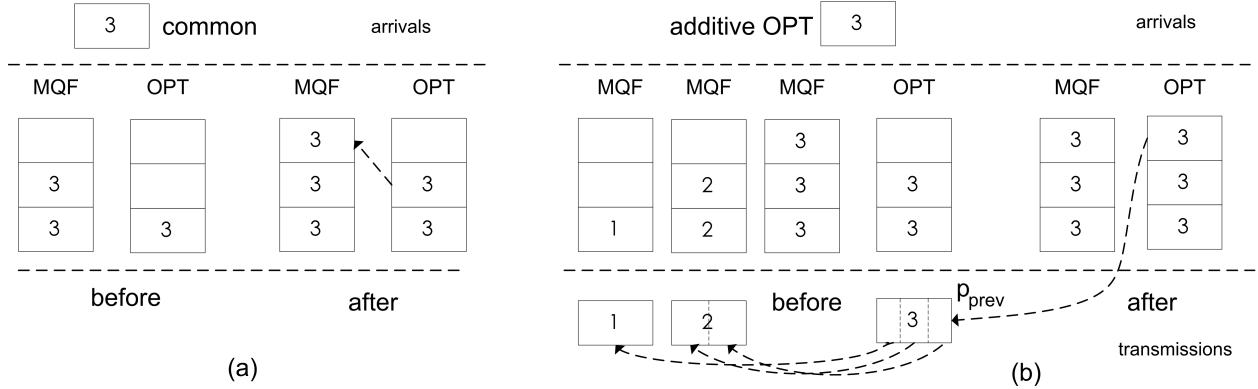 3 common arrivals
MQF OPT MQF OPT
3
3 3 3
3 3 3 3
before after
(a)
additive OPT 3 arrivals
MQF MQF MQF OPT MQF OPT
3 3 3
2 3 3 3 3
1 2 3 3 3 3
before p_prev after
1 2 3
transmissions
(b)